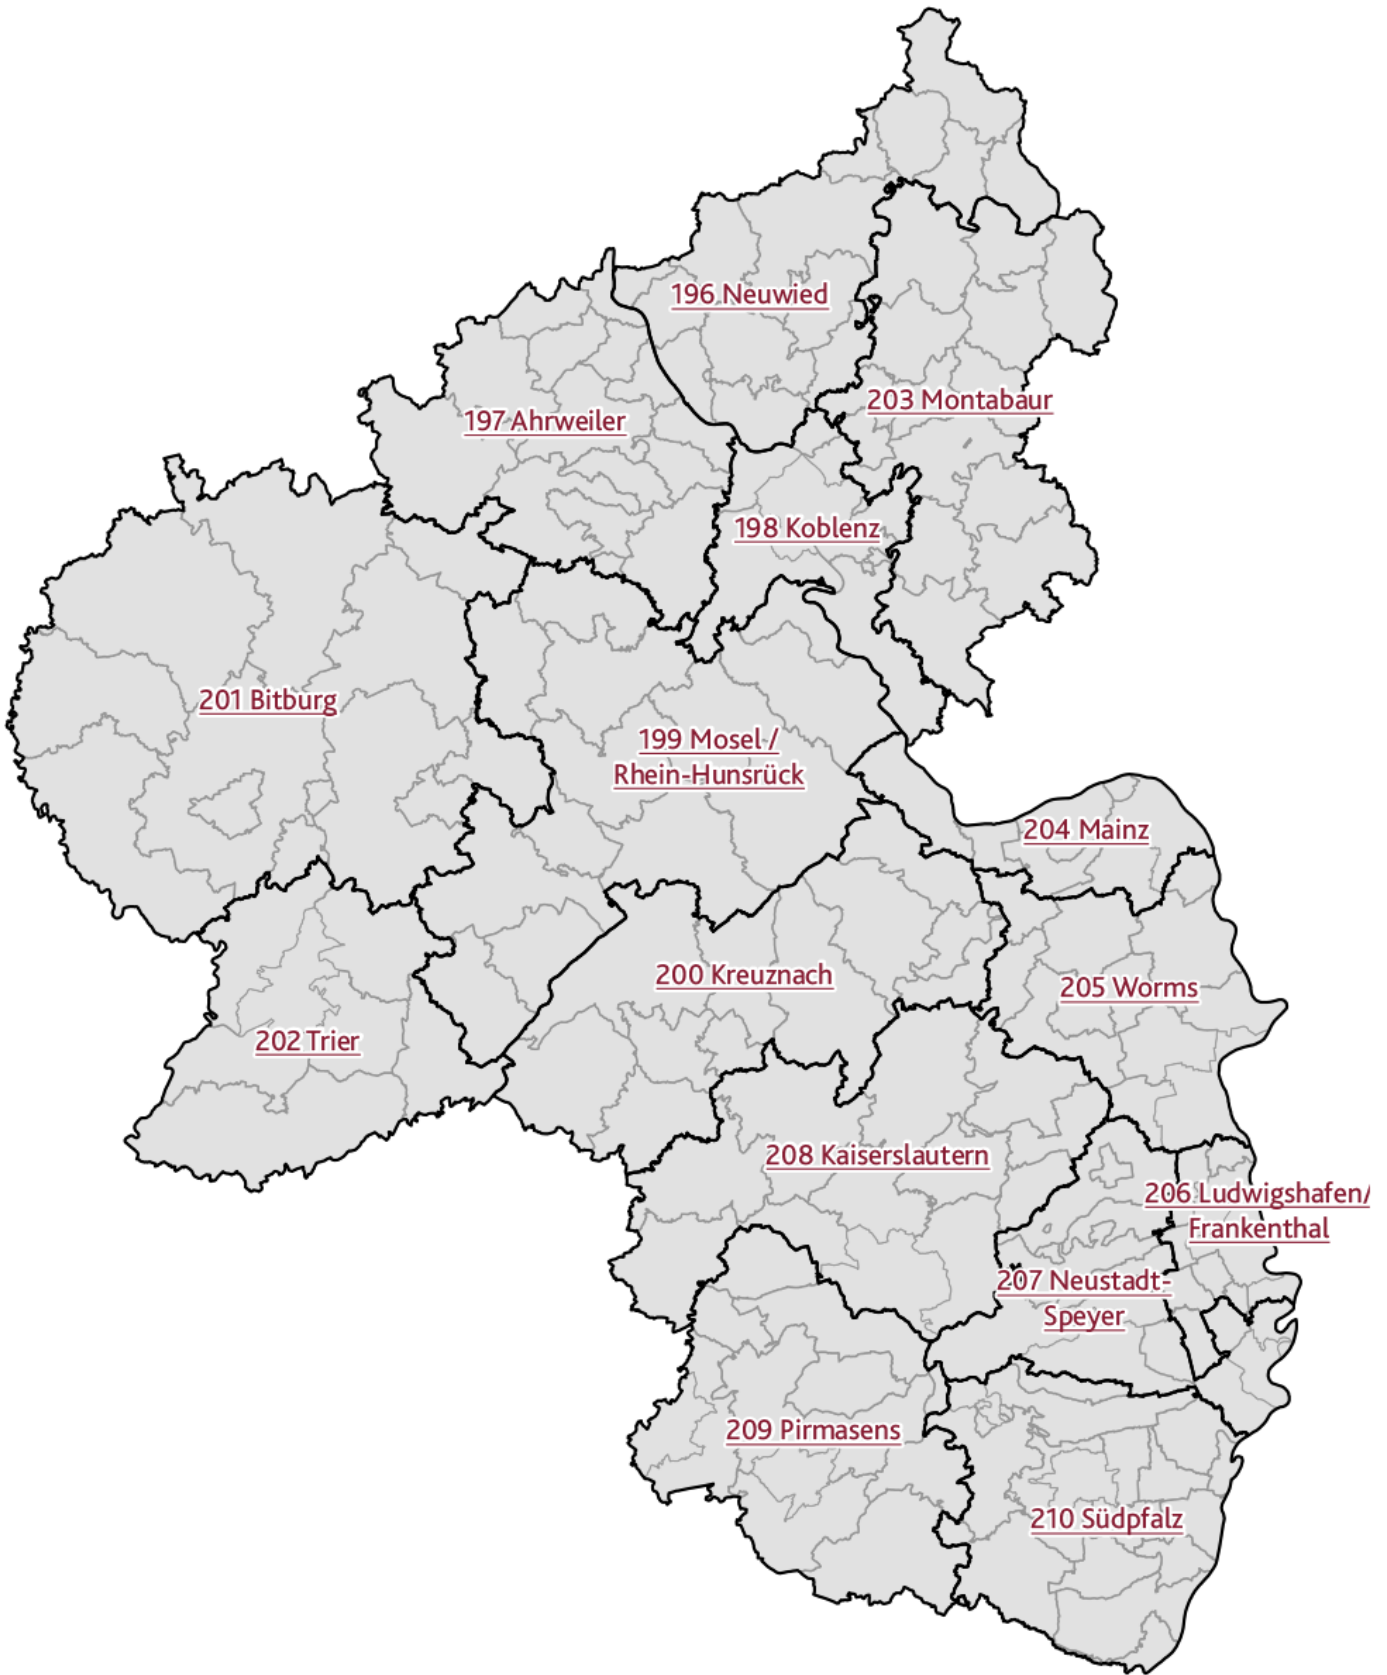 196 Neuwied
203 Montabaur
197 Ahrweiler
198 Koblenz
201 Bitburg
199 Mosel /
Rhein-Hunsrück
204 Mainz
200 Kreuznach
205 Worms
202 Trier
208 Kaiserslautern
206 Ludwigshafen/
Frankenthal
207 Neustadt-
Speyer
209 Pirmasens
210 Südpfalz